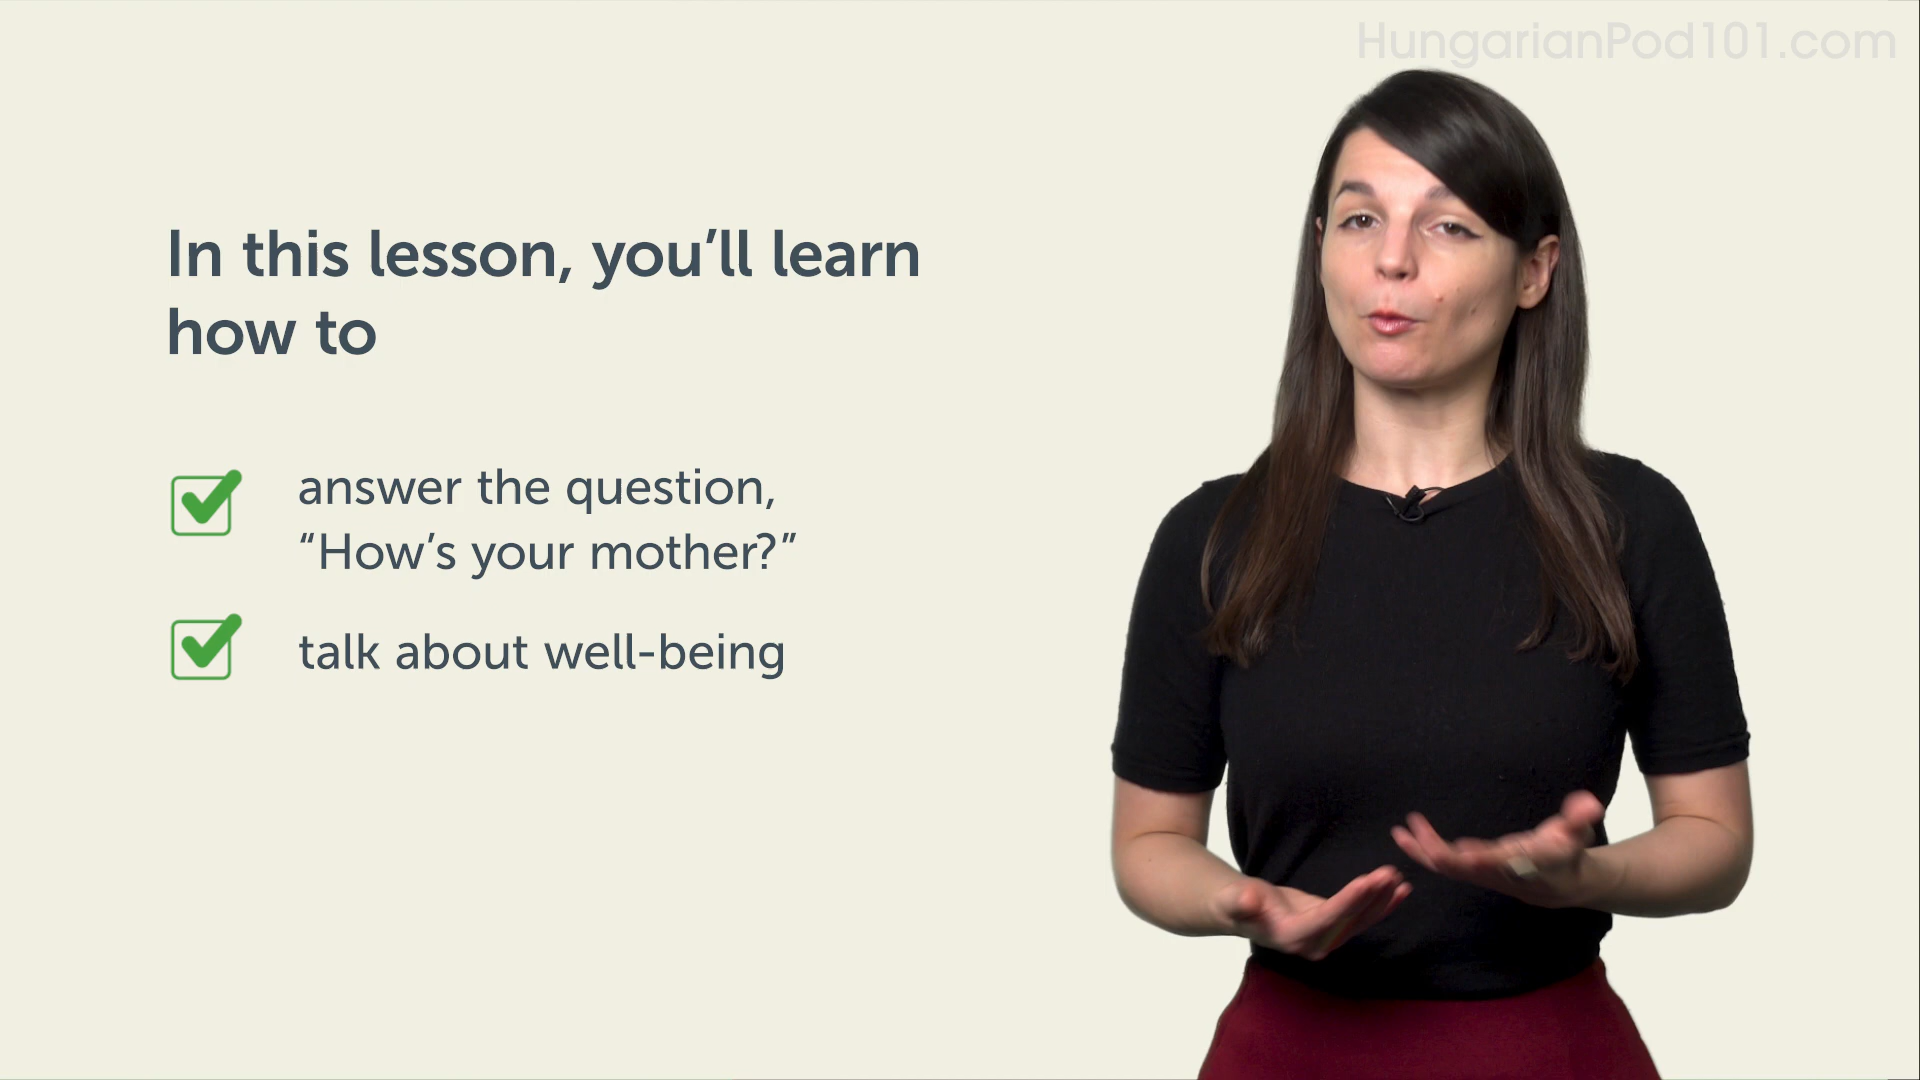 HungarianPod101.com
In this lesson, you’ll learn
how to
answer the question,
“How’s your mother?”
talk about well-being